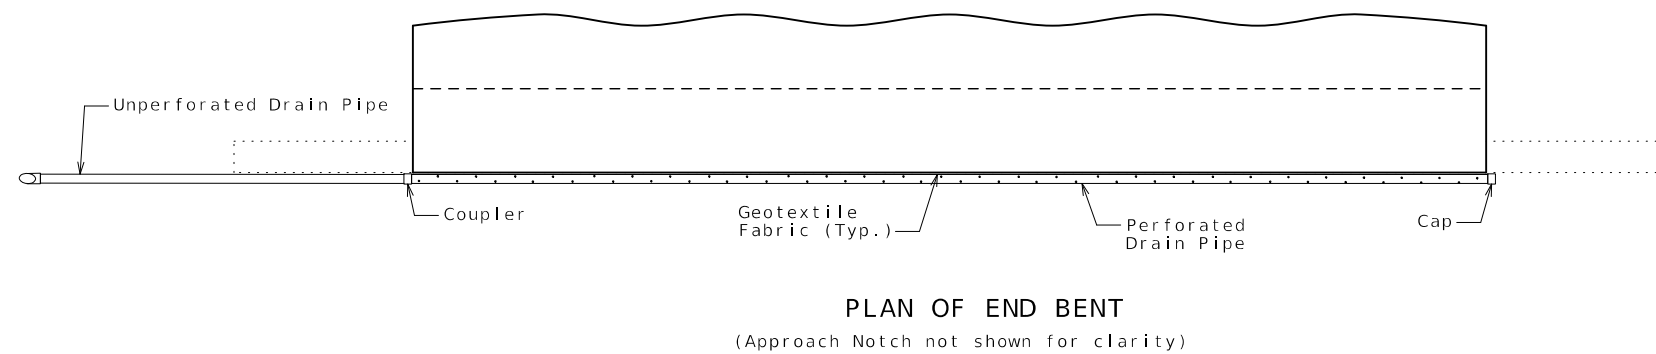 Unperforated Drain Pipe
Coupler
Geotextile
Fabric (Typ.)
Perforated
Drain Pipe
Cap
PLAN OF END BENT
(Approach Notch not shown for clarity)